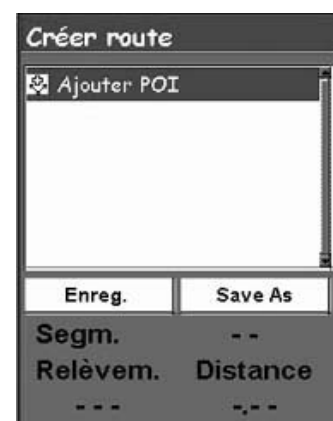 Créer route
Ajouter POI
Enreg. Save As
Segm. - -
Relèvem. Distance
- - - -.- -